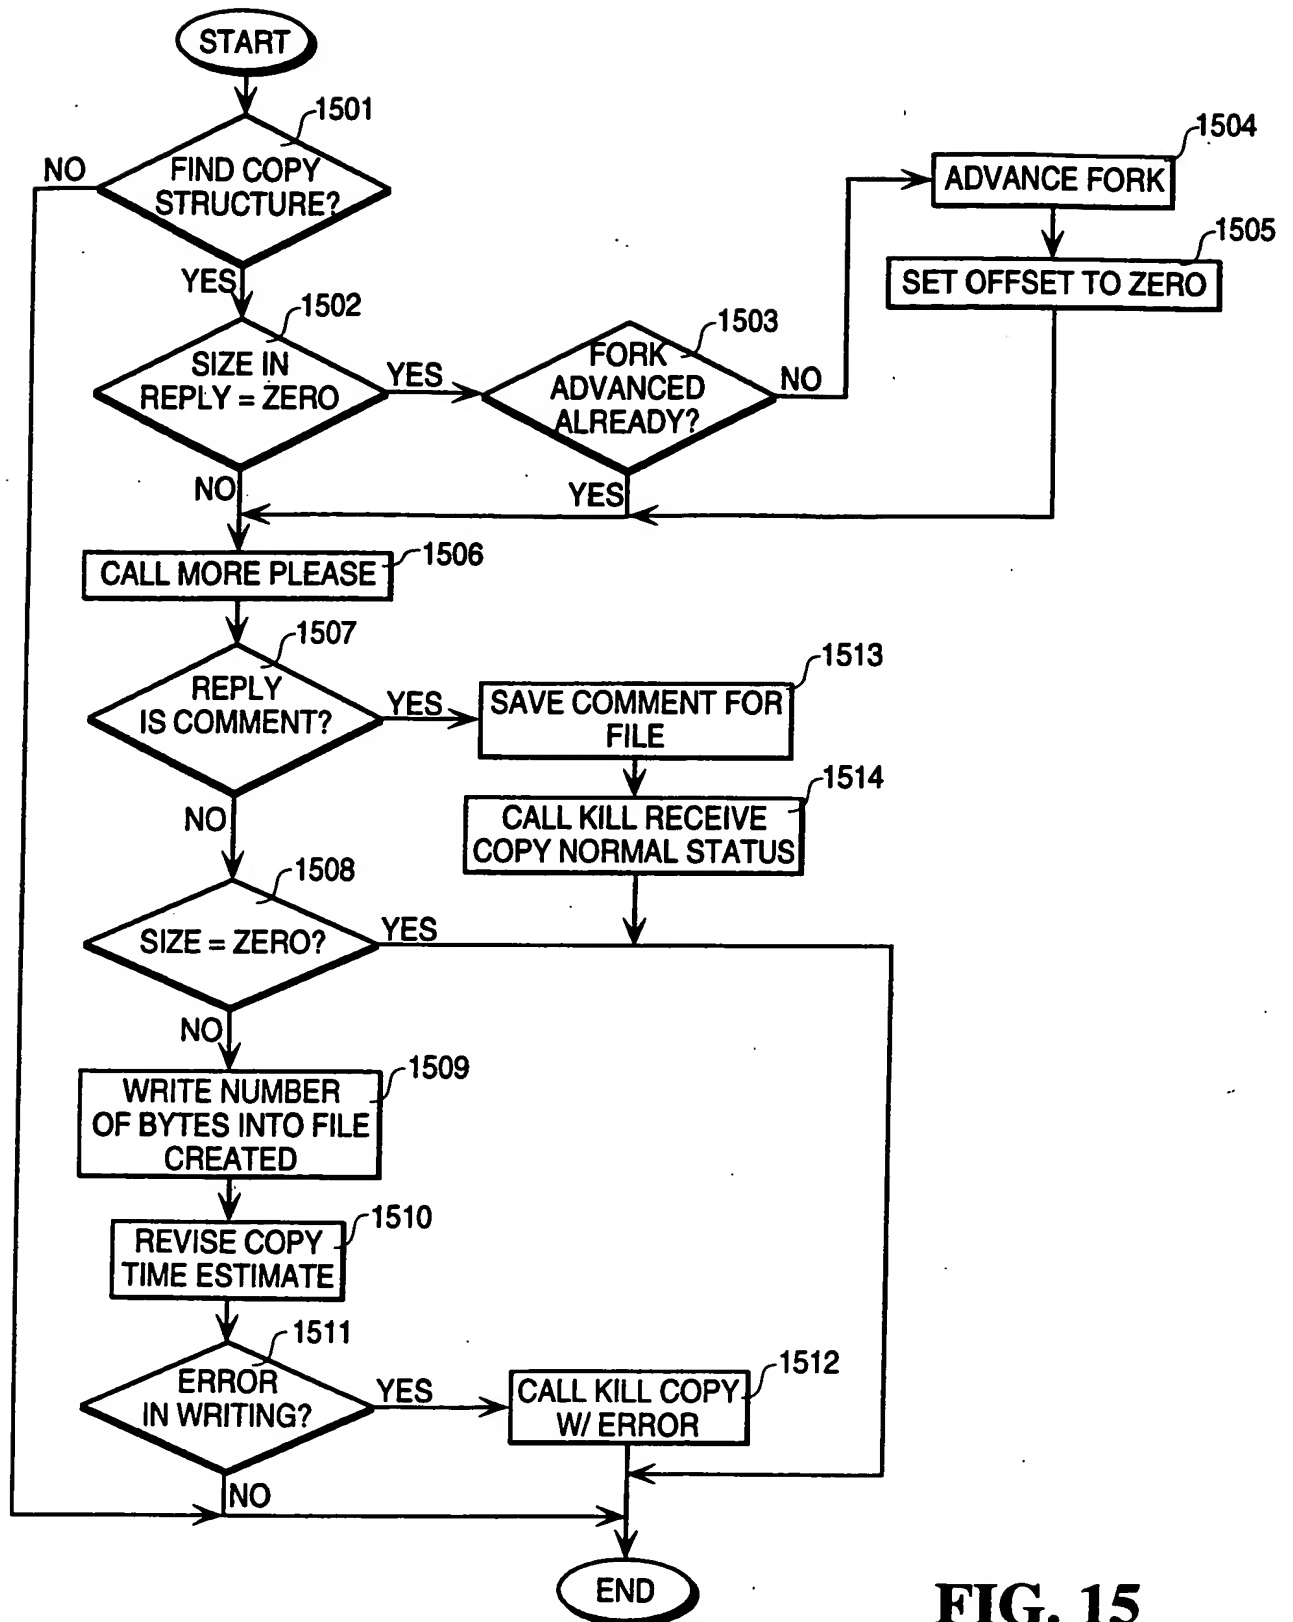 START
1501
NO
FIND COPY
STRUCTURE?
1504
ADVANCE FORK
YES
1502
1505
SET OFFSET TO ZERO
SIZE IN
REPLY = ZERO
YES
1503
FORK
ADVANCED
ALREADY?
NO
NO
YES
1506
CALL MORE PLEASE
1507
REPLY
IS COMMENT?
YES
1513
SAVE COMMENT FOR
FILE
1514
CALL KILL RECEIVE
COPY NORMAL STATUS
NO
1508
SIZE = ZERO?
YES
NO
1509
WRITE NUMBER
OF BYTES INTO FILE
CREATED
1510
REVISE COPY
TIME ESTIMATE
1511
ERROR
IN WRITING?
YES
1512
CALL KILL COPY
W/ ERROR
NO
END
FIG. 15